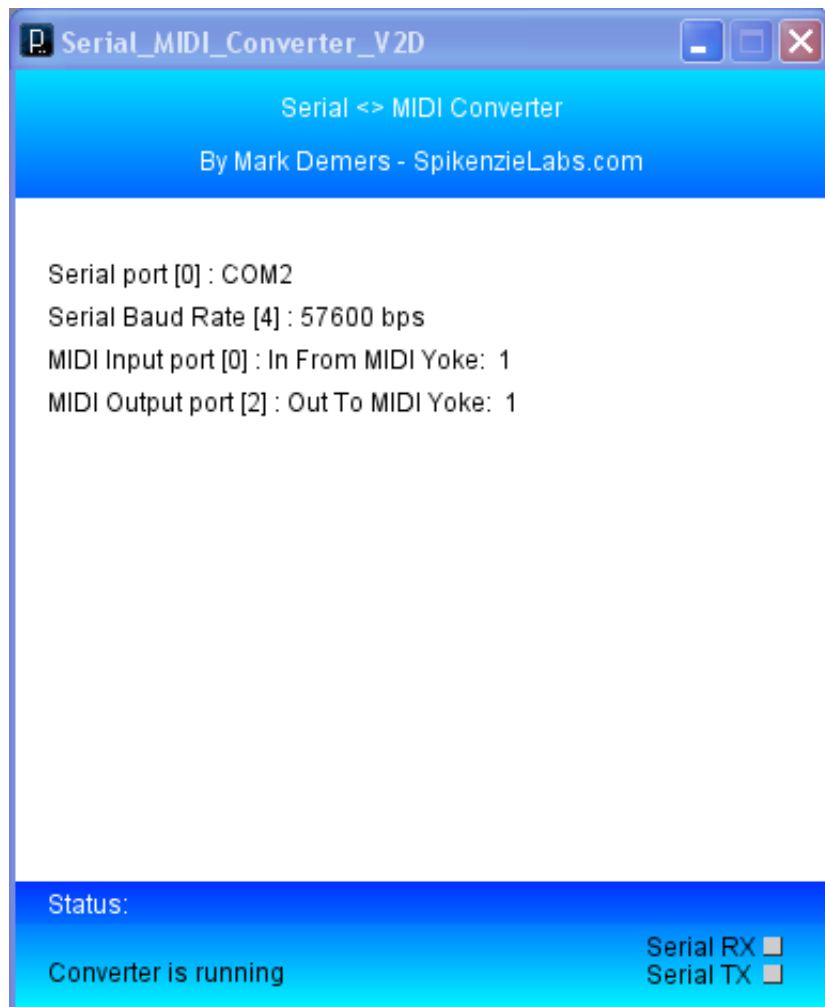 Serial_MIDI_Converter_V2D
Serial <> MIDI Converter
By Mark Demers - SpikenzieLabs.com
Serial port [0] : COM2
Serial Baud Rate [4] : 57600 bps
MIDI Input port [0] : In From MIDI Yoke:  1
MIDI Output port [2] : Out To MIDI Yoke:  1
Status:
Serial RX
Converter is running
Serial TX